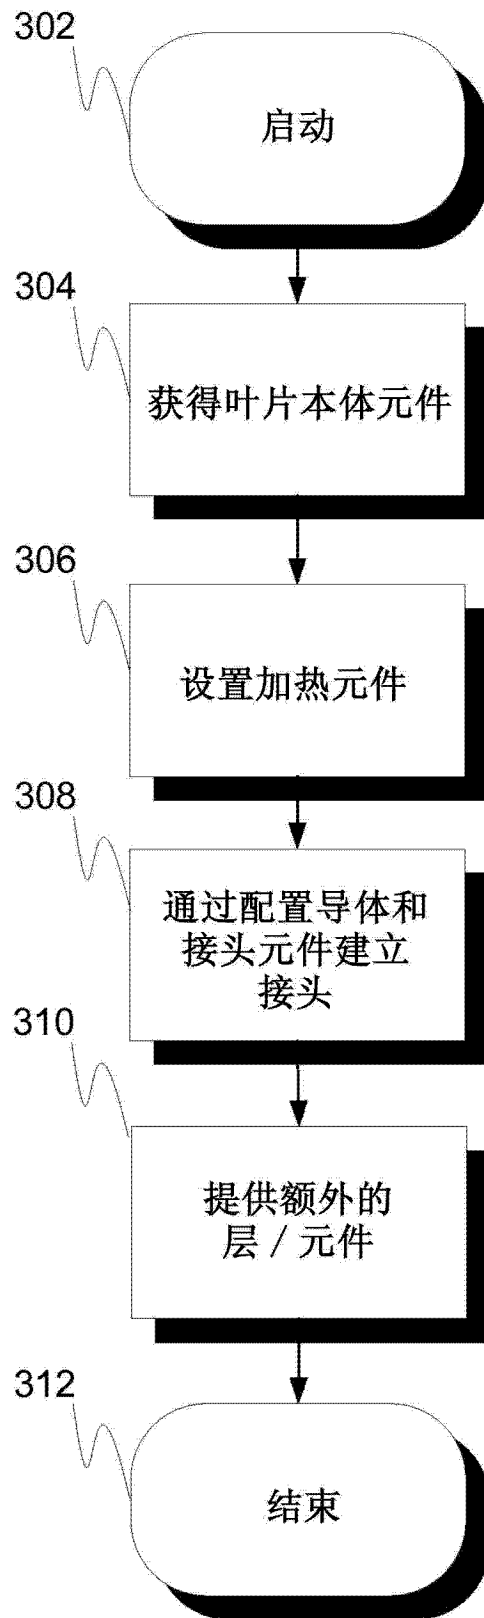 302
启动
304
获得叶片本体元件
306
设置加热元件
308
通过配置导体和
接头元件建立
接头
310
提供额外的
层 / 元件
312
结束